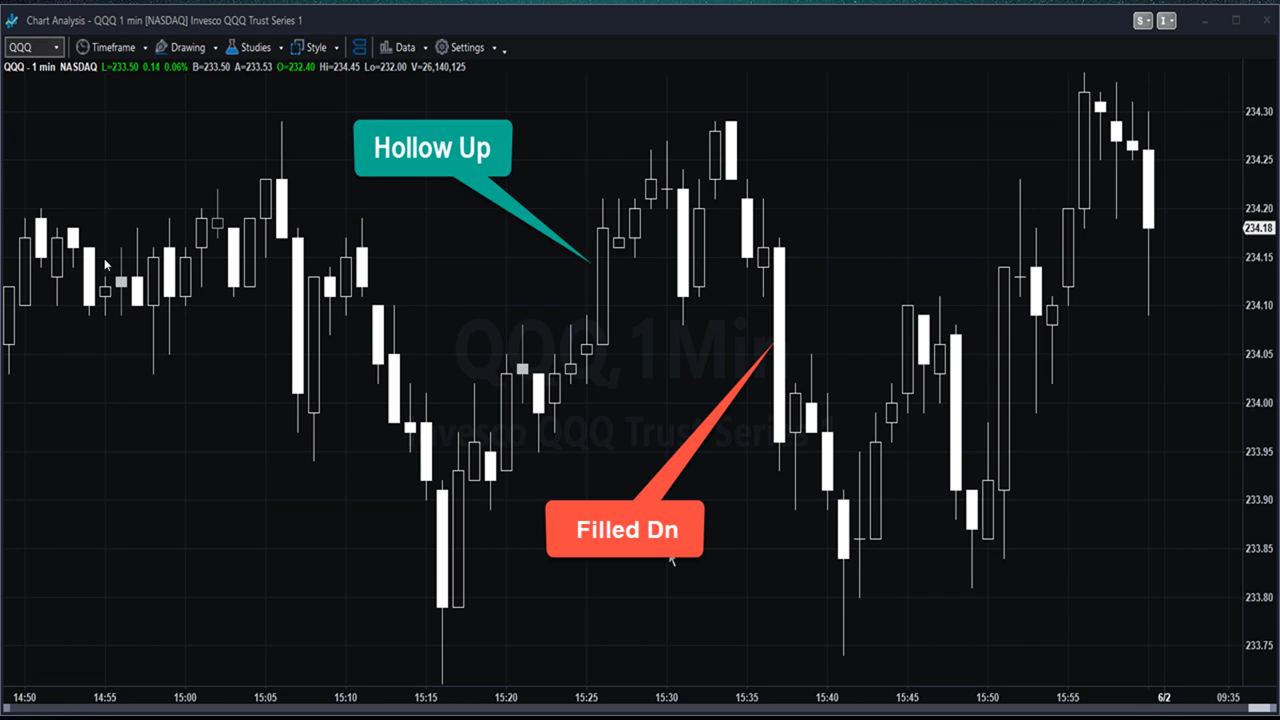 Chart Analysis - QQQ 1 min [NASDAQ] Invesco QQQ Trust Series 1
S I
QQQ Timeframe Drawing Studies Style Data Settings
QQQ - 1 min NASDAQ L=233.50 0.14 0.06% B=233.50 A=233.53 O=232.40 Hi=234.45 Lo=232.00 V=26,140,125
Hollow Up
Filled Dn
QQQ,1Min
Invesco QQQ Trust Series 1
234.30
234.25
234.20
234.18
234.15
234.10
234.05
234.00
233.95
233.90
233.85
233.80
233.75
14:50 14:55 15:00 15:05 15:10 15:16 15:20 15:25 15:30 15:35 15:40 15:45 15:50 15:55 6/2 09:35